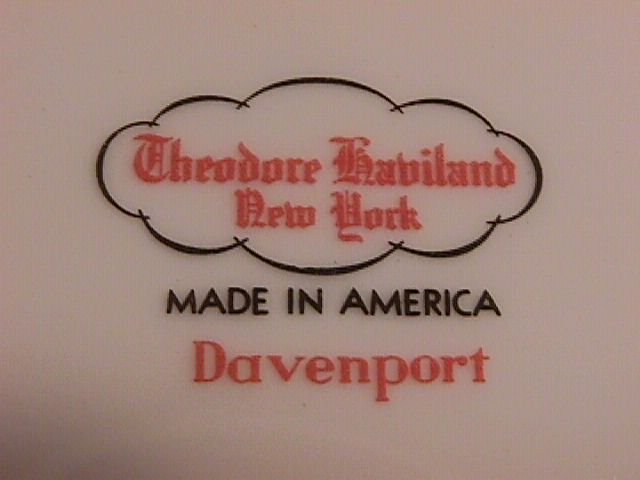 Theodore Haviland
New York
MADE IN AMERICA
Davenport